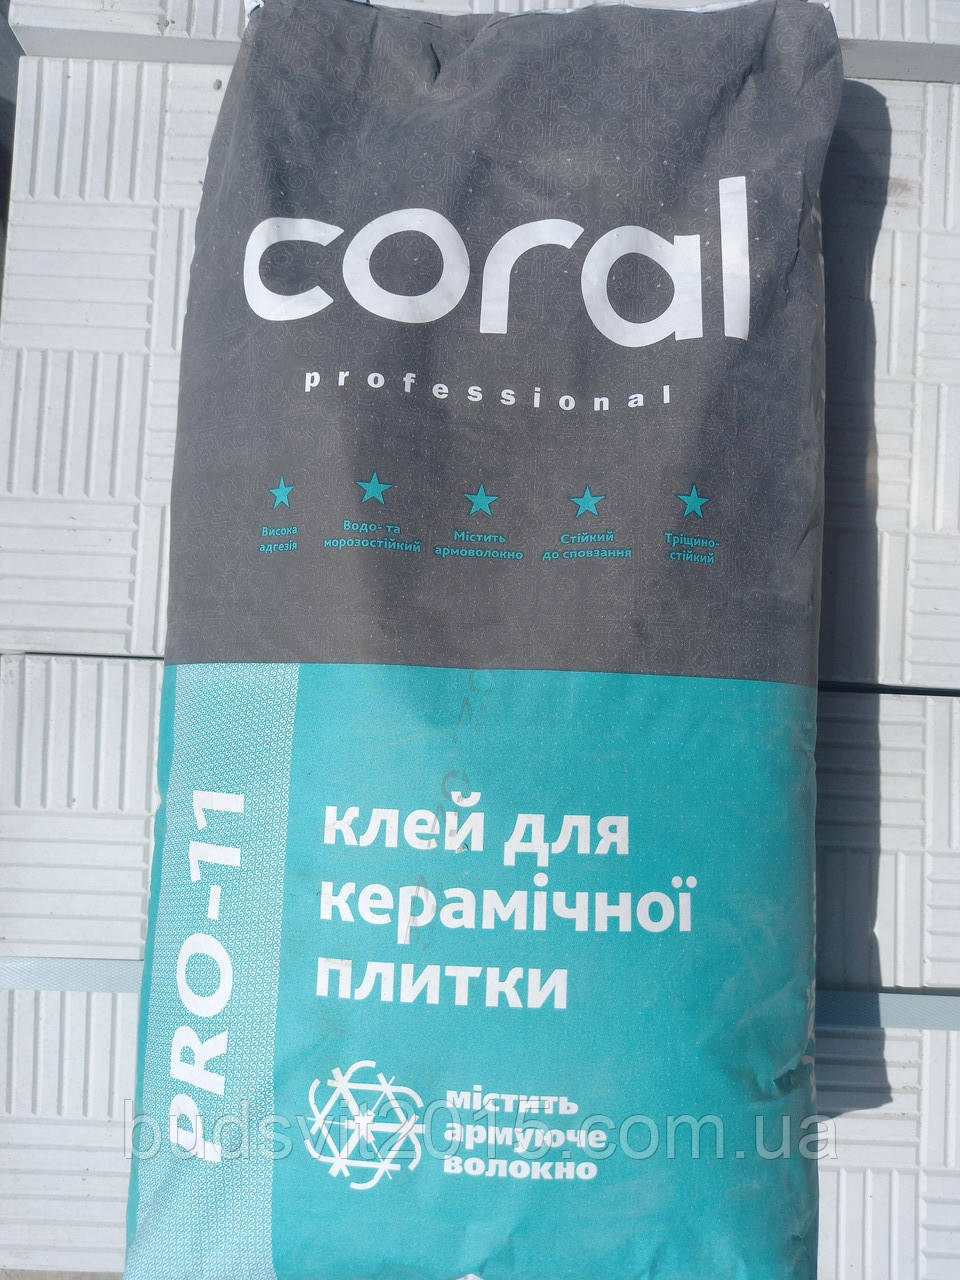 coral
professional
Висока
адгезія
Водо- та
морозостійкий
Містить
армоволокно
Стійкий
до сповзання
Тріщино-
стійкий
PRO-11
клей для
керамічної
плитки
містить
армуюче
волокно
budsvit2015.com.ua